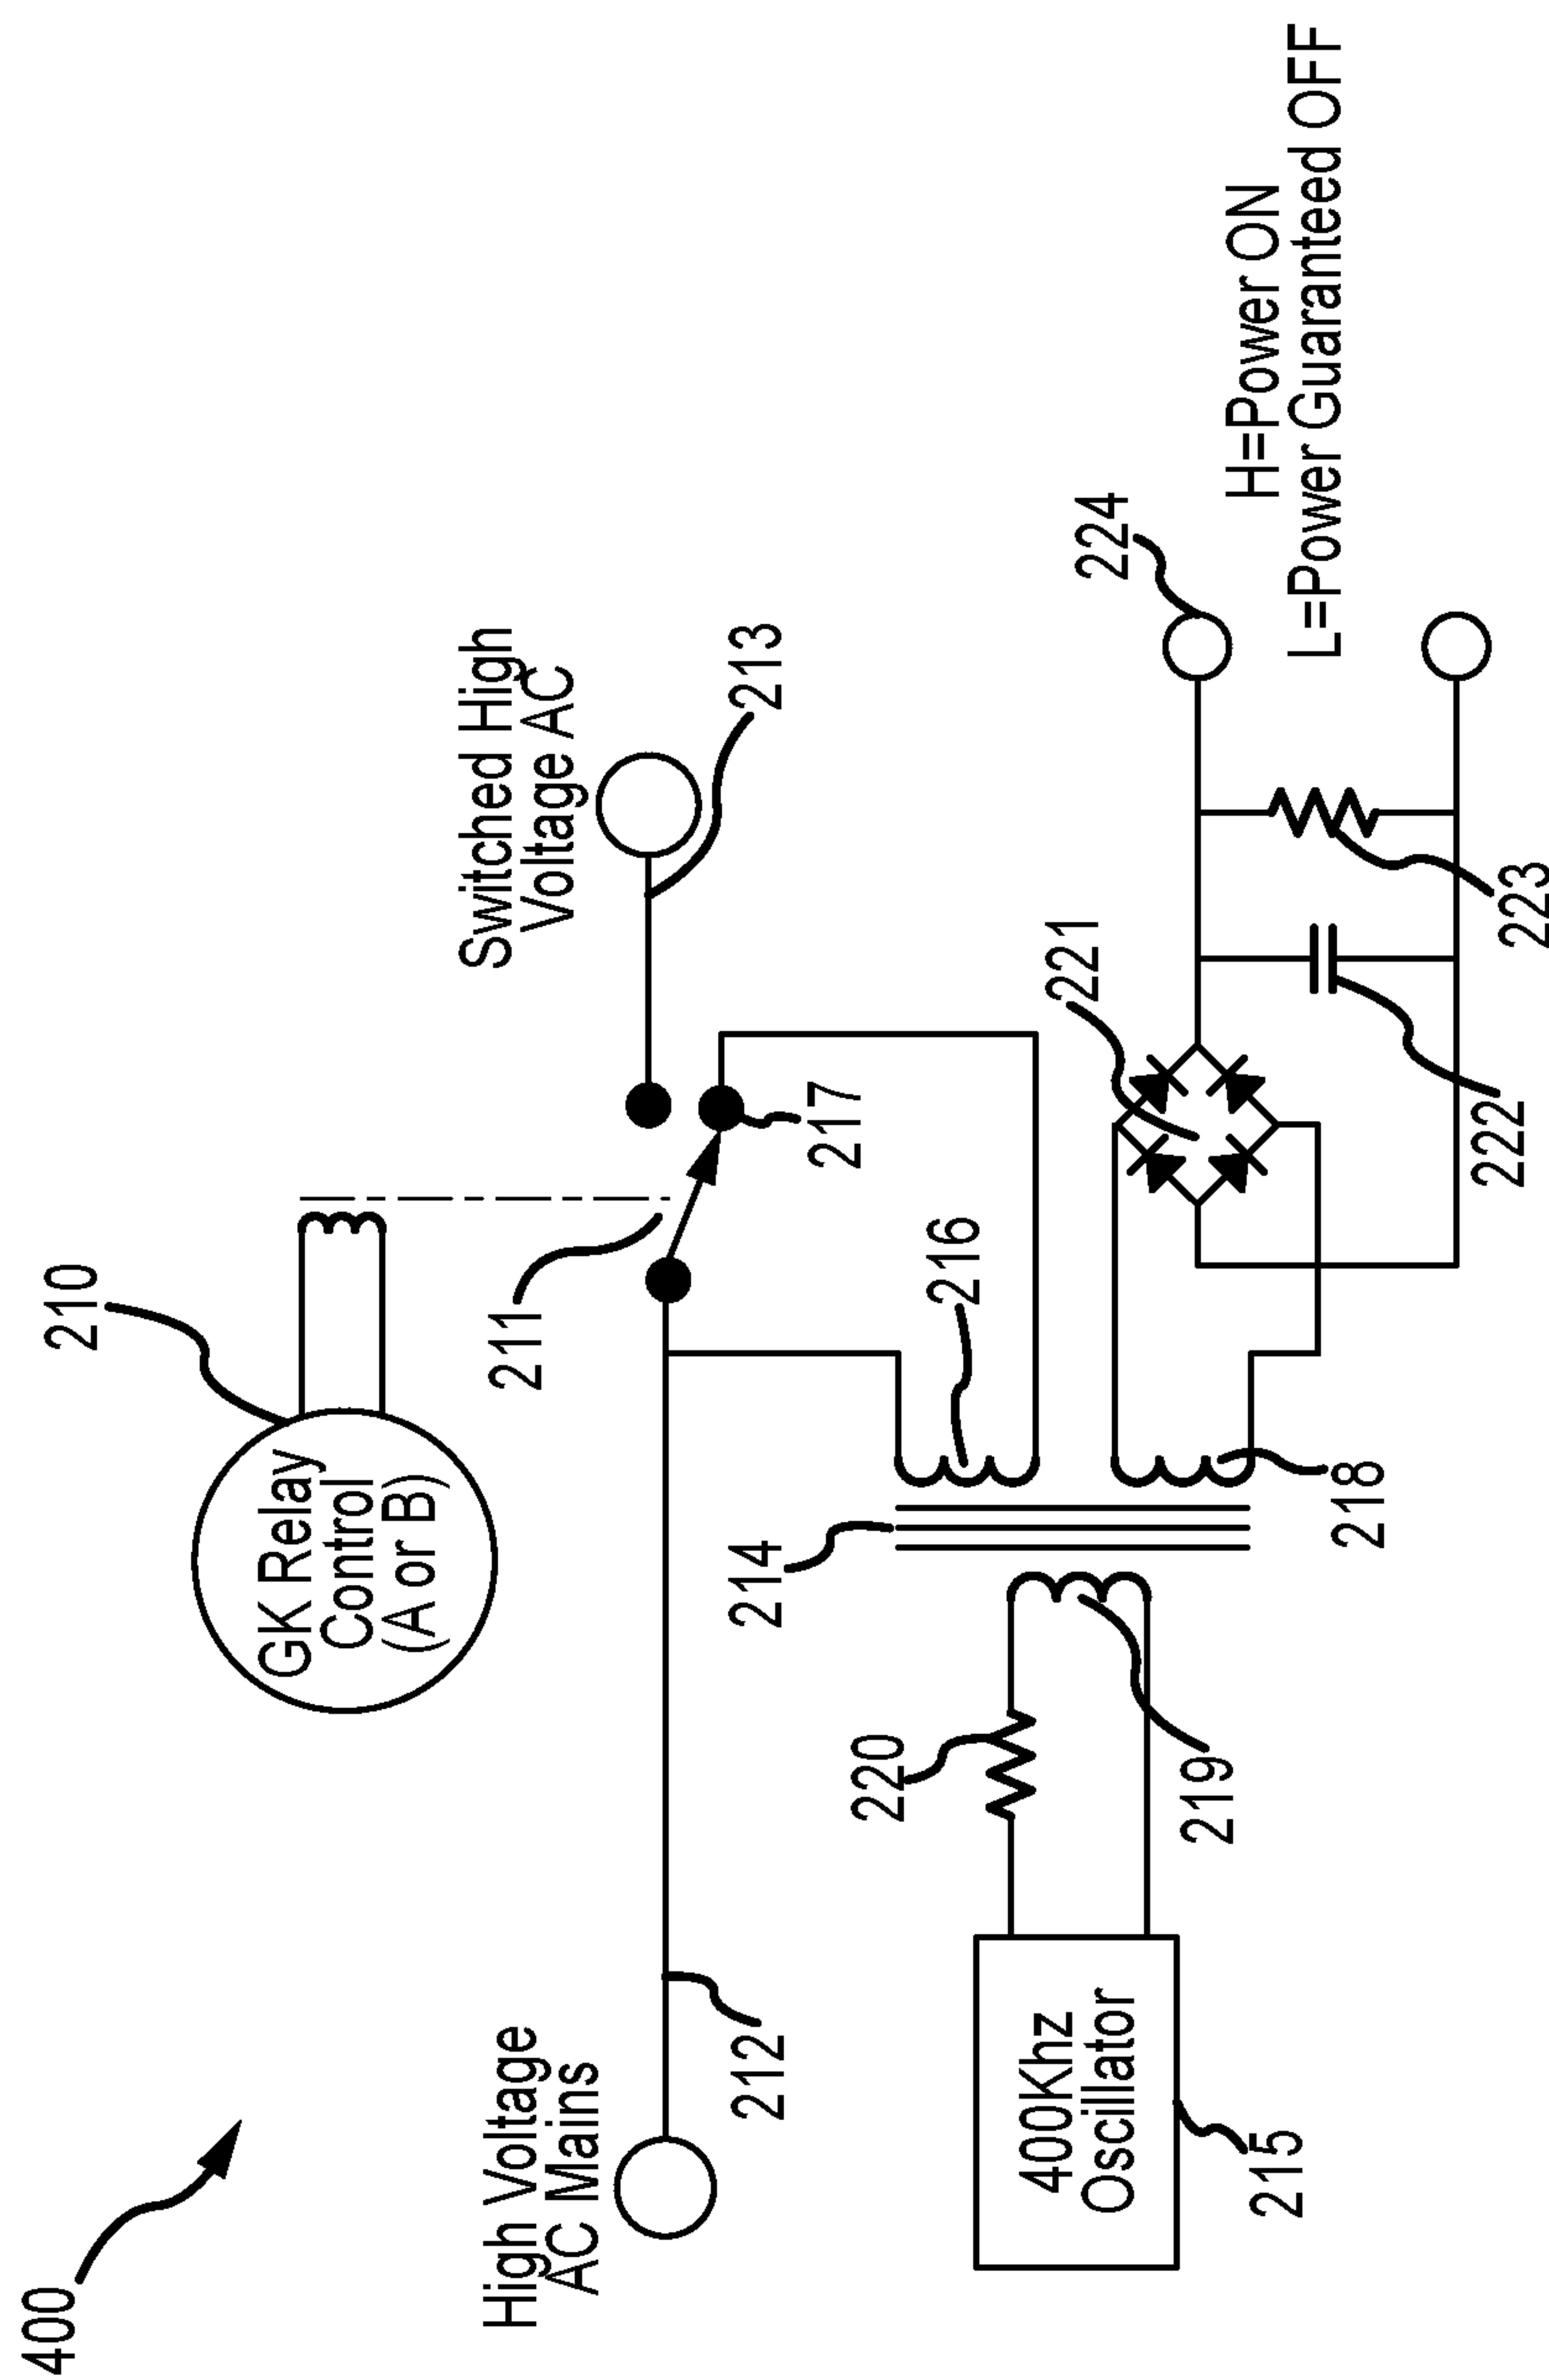 400
210
GK Relay
Control
(A or B)
Switched High
Voltage AC
211
213
High Voltage
AC Mains
212
217
214
216
221
224
220
400Khz
Oscillator
219
218
215
H=Power ON
L=Power Guaranteed OFF
222
223